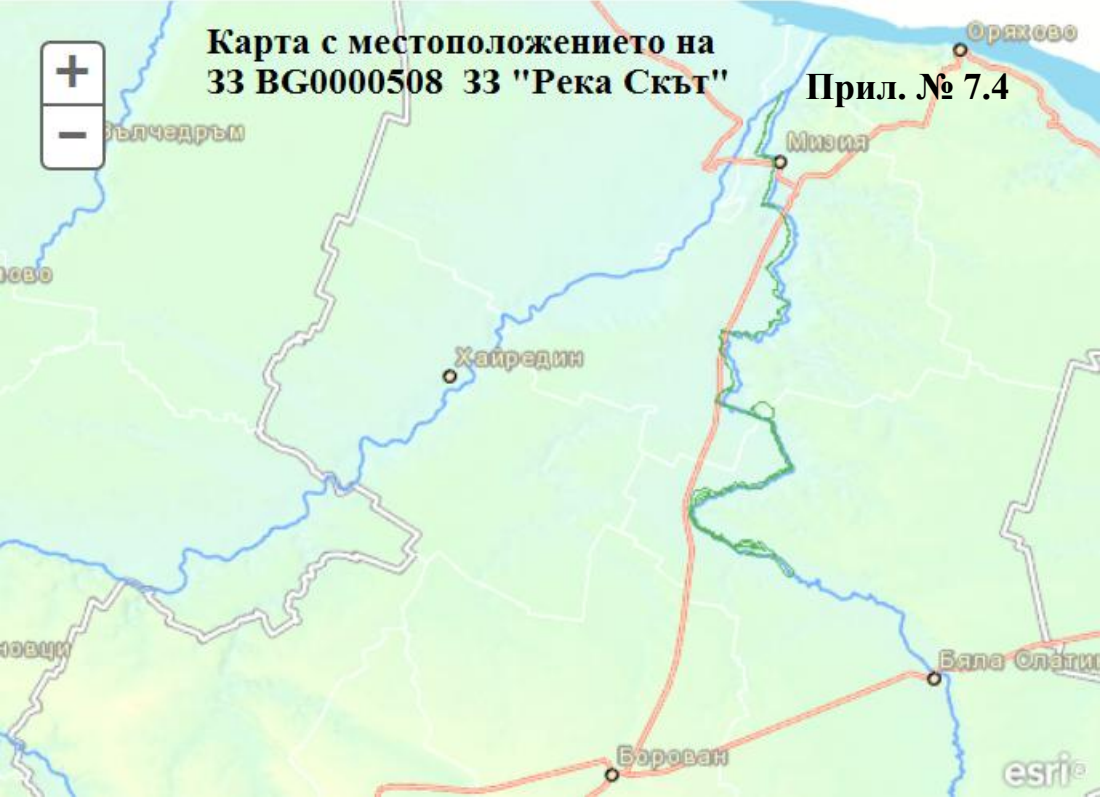 Карта с местоположението на
ЗЗ BG0000508 ЗЗ "Река Скът"
Прил. № 7.4
Оряхово
+
−
Вълчедръм
Мизия
Хайредин
Бяла Слатин
Борован
esri